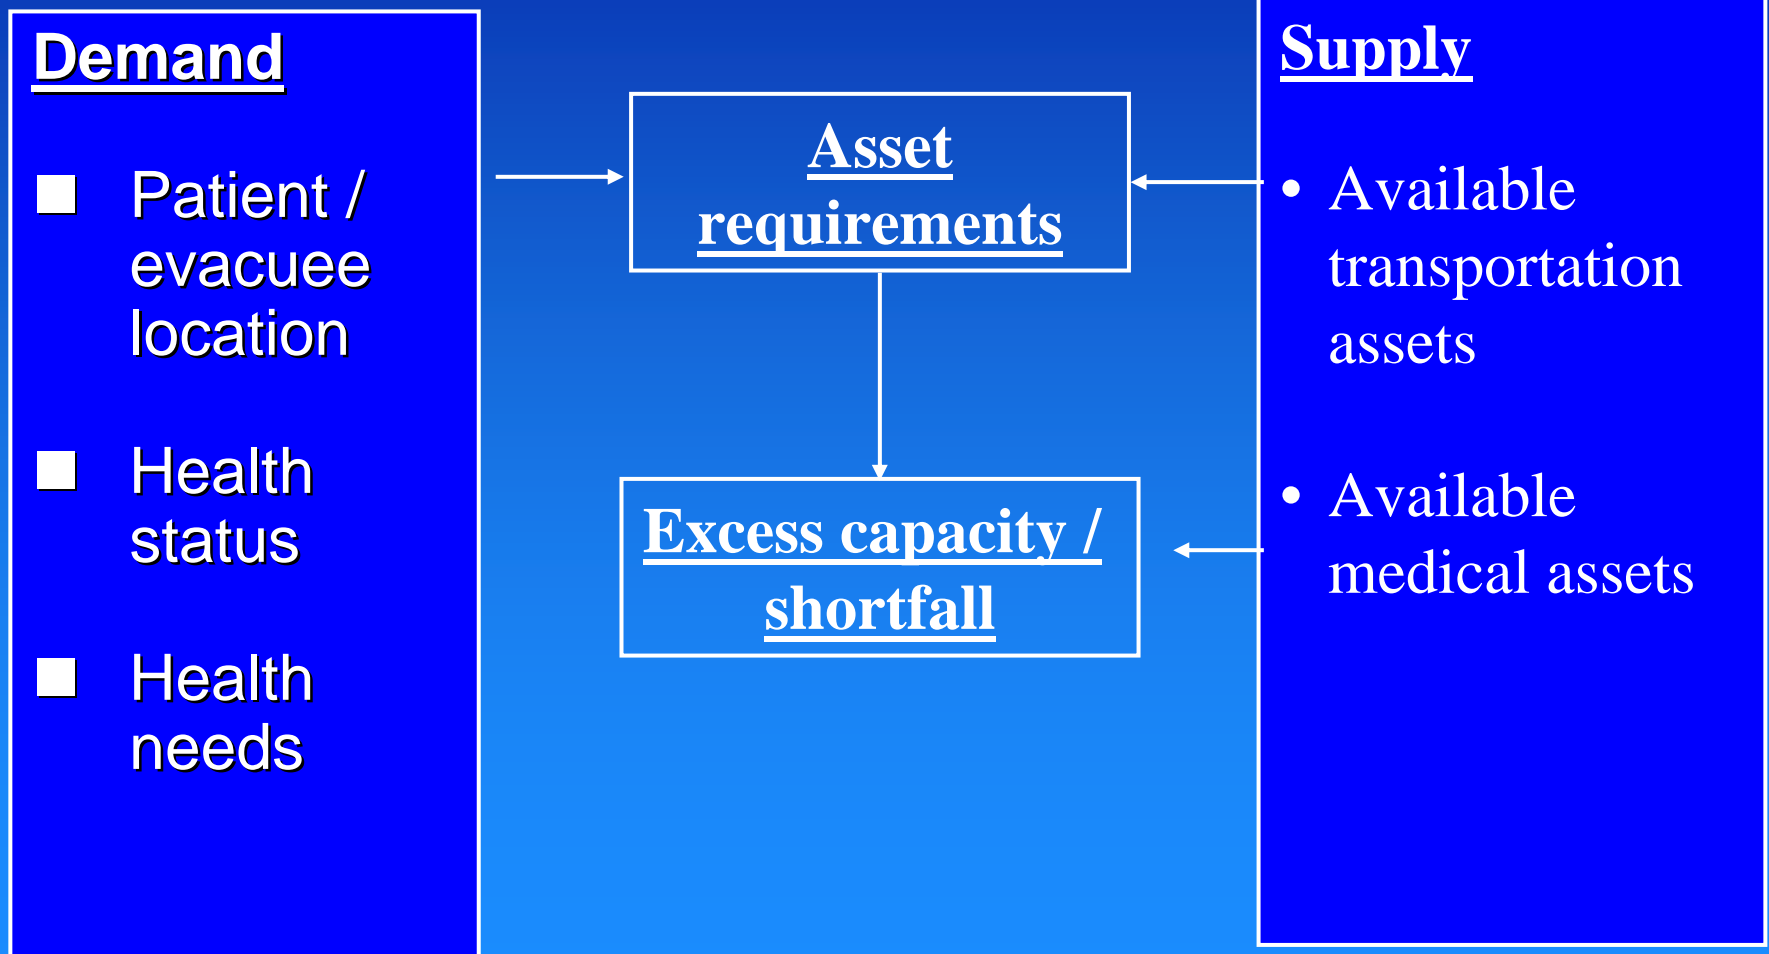 Demand
Patient /
evacuee
location
Health
status
Health
needs
Asset
requirements
Excess capacity /
shortfall
Supply
• Available
transportation
assets
• Available
medical assets